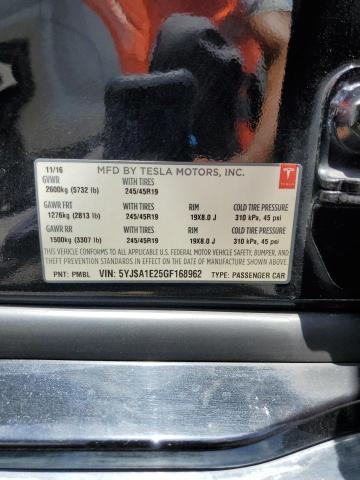 11/16 MFD BY TESLA MOTORS, INC.
GVWR WITH TIRES
2600kg (5732 lb) 245/45R19
TESLA
GAWR FRT WITH TIRES RIM COLD TIRE PRESSURE
1276kg (2813 lb) 245/45R19 19X8.0 J 310 kPa, 45 psi
GAWR RR WITH TIRES RIM COLD TIRE PRESSURE
1500kg (3307 lb) 245/45R19 19X8.0 J 310 kPa, 45 psi
THIS VEHICLE CONFORMS TO ALL APPLICABLE U.S. FEDERAL MOTOR VEHICLE SAFETY, BUMPER, AND
THEFT PREVENTION STANDARDS IN EFFECT ON THE DATE OF MANUFACTURE SHOWN ABOVE.
PNT: PMBL VIN: 5YJSA1E25GF168962 TYPE: PASSENGER CAR